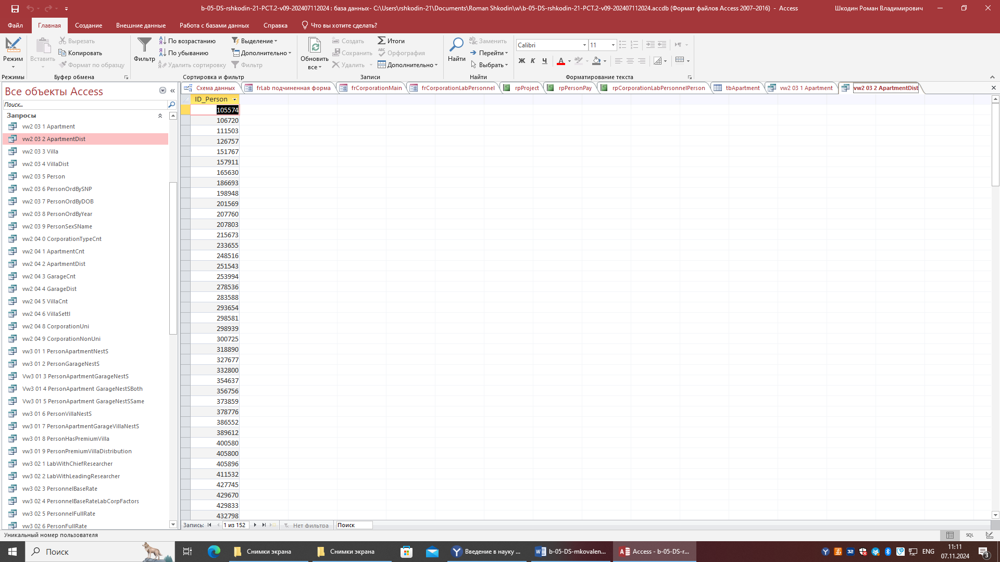 b-05-DS-rshkodin-21-PCT.2-v09-202407112024 : база данных- C:\Users\rshkodin-21\Documents\Roman Shkodin\w\b-05-DS-rshkodin-21-PCT.2-v09-202407112024.accdb (Формат файлов Access 2007–2016) - Access
Шкодин Роман Владимирович
Файл Главная Создание Внешние данные Работа с базами данных Справка Что вы хотите сделать?
Режим
Режимы
Вставить
Вырезать
Копировать
Формат по образцу
Буфер обмена
Фильтр
По возрастанию
По убыванию
Удалить сортировку
Выделение
Дополнительно
Фильтр
Сортировка и фильтр
Обновить все
Создать
Сохранить
Удалить
Итоги
Орфография
Дополнительно
Записи
Найти
Заменить
Перейти
Выбрать
Найти
Calibri 11
Ж К Ч
Форматирование текста
Все объекты Access
Поиск...
Запросы
vw2 03 1 Apartment
vw2 03 2 ApartmentDist
vw2 03 3 Villa
vw2 03 4 VillaDist
vw2 03 5 Person
vw2 03 6 PersonOrdBySNP
vw2 03 7 PersonOrdByDOB
vw2 03 8 PersonOrdByYear
vw2 03 9 PersonSexSName
vw2 04 0 CorporationTypeCnt
vw2 04 1 ApartmentCnt
vw2 04 2 ApartmentDist
vw2 04 3 GarageCnt
vw2 04 4 GarageDist
vw2 04 5 VillaCnt
vw2 04 6 VillaSettl
vw2 04 8 CorporationUni
vw2 04 9 CorporationNonUni
vw3 01 1 PersonApartmentNestS
vw3 01 2 PersonGarageNestS
Vw3 01 3 PersonApartmentGarageNestS
Vw3 01 4 PersonApartment GarageNestSBoth
Vw3 01 5 PersonApartment GarageNestSSame
vw3 01 6 PersonVillaNestS
vw3 01 7 PersonApartmentGarageVillaNestS
vw3 01 8 PersonHasPremiumVilla
vw3 01 9 PersonPremiumVillaDistribution
vw3 02 1 LabWithChiefResearcher
vw3 02 2 LabWithLeadingResearcher
vw3 02 3 PersonnelBaseRate
vw3 02 4 PersonnelBaseRateLabCorpFactors
vw3 02 5 PersonnelFullRate
vw3 02 6 PersonFullRate
Схема данных frLab подчиненная форма frCorporationMain frCorporationLabPersonnel rpProject rpPersonPay rpCorporationLabPersonnelPerson tbApartment vw2 03 1 Apartment vw2 03 2 ApartmentDist
ID_Person
105574
106720
111503
126757
151767
157911
165630
186693
198948
201569
207760
207803
215673
233655
248516
251543
253994
278536
283588
293654
298581
298939
300725
318890
327677
332800
354637
356756
373859
378776
386552
389612
400580
405800
405896
411532
427745
429670
429833
432798
Запись: 1 из 152 Нет фильтра Поиск
Уникальный номер пользователя
SQL
Поиск
Снимки экрана
Снимки экрана
Введение в науку ...
b-05-DS-mkovalen...
Access - b-05-DS-r...
32
ENG
11:11
07.11.2024
3